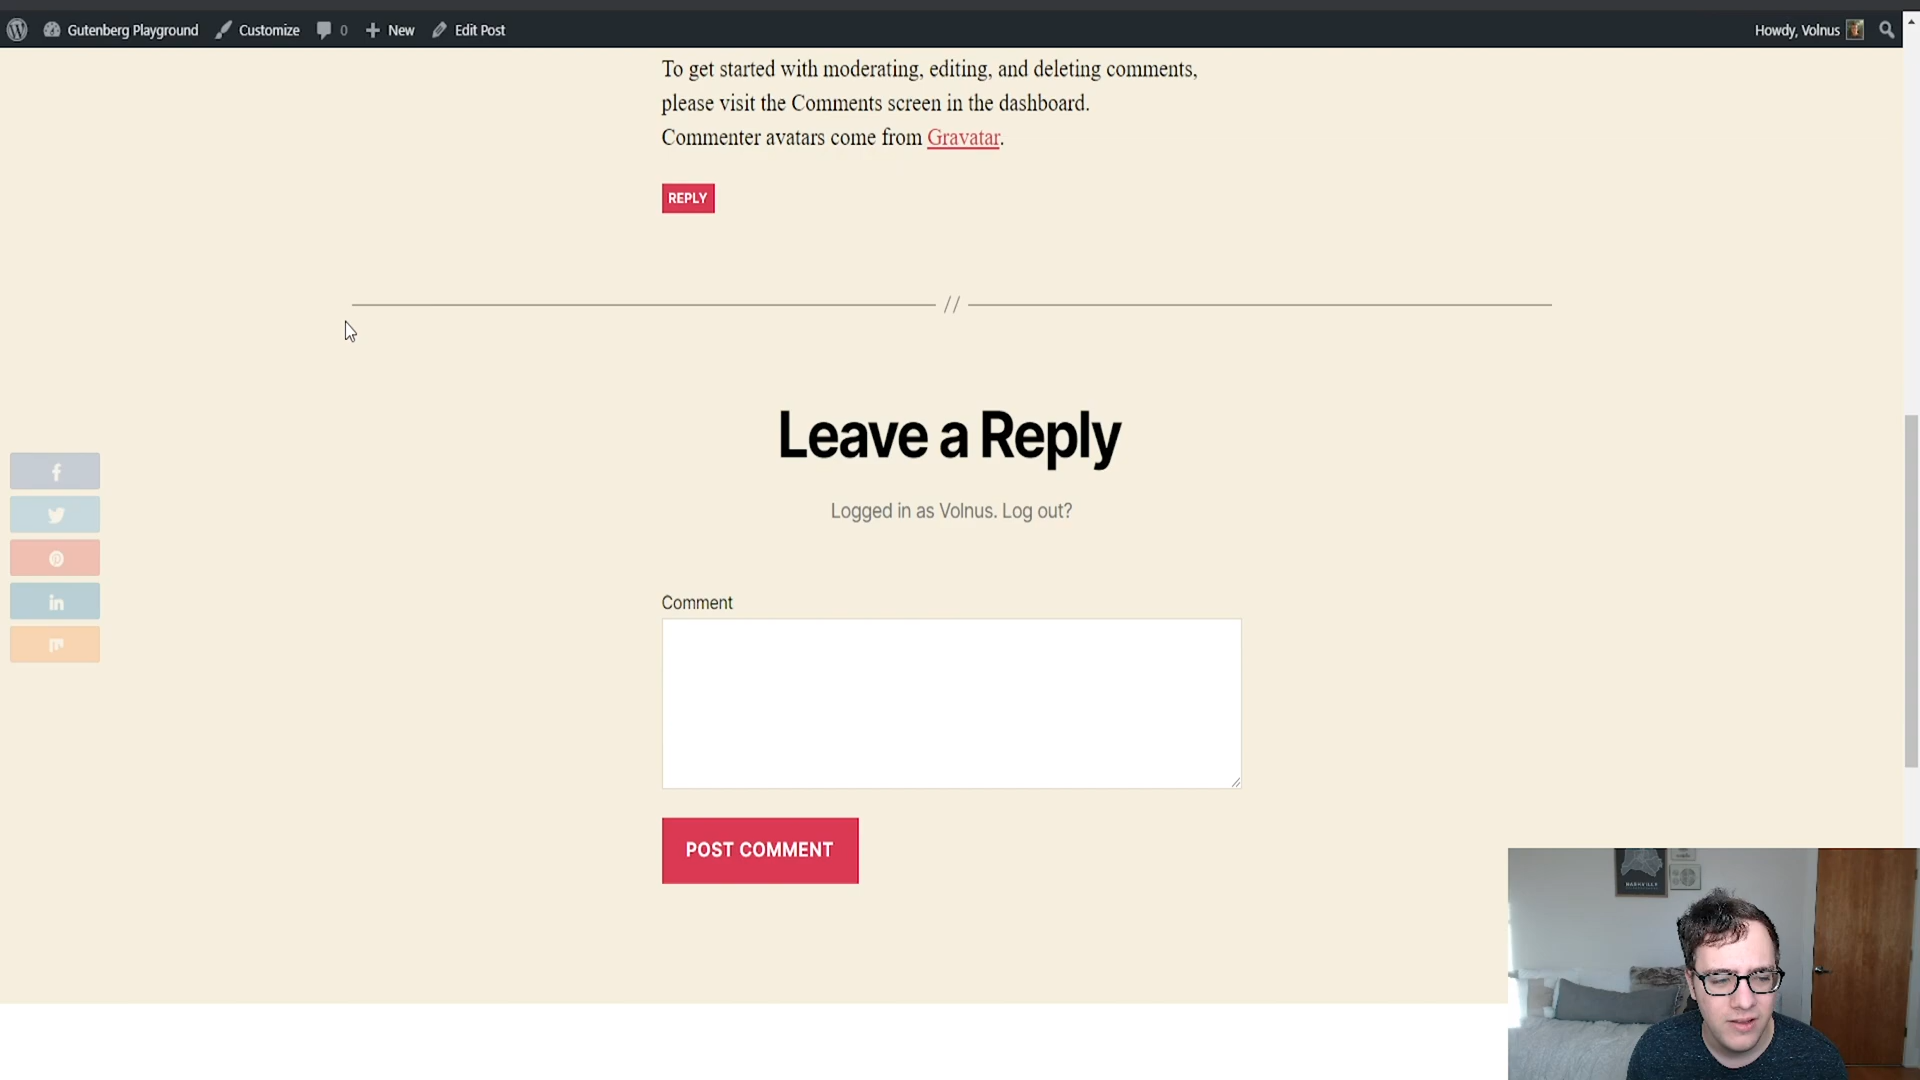 Gutenberg Playground Customize 0 New Edit Post Howdy, Volnus
To get started with moderating, editing, and deleting comments,
please visit the Comments screen in the dashboard.
Commenter avatars come from Gravatar.
REPLY
//
Leave a Reply
Logged in as Volnus. Log out?
Comment
POST COMMENT
NASHVILLE